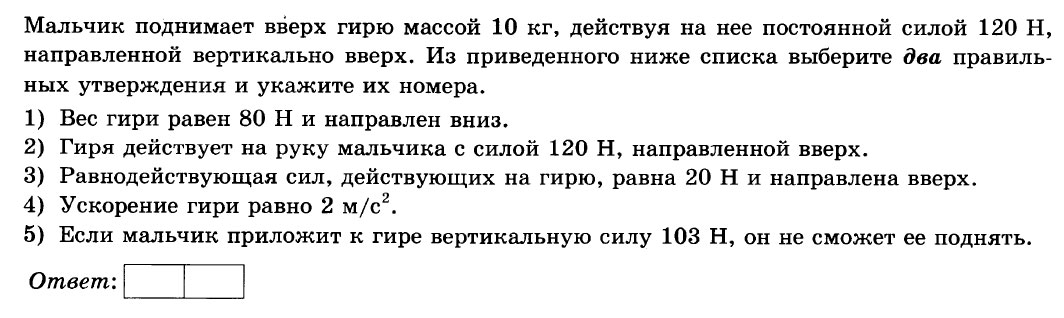 Мальчик поднимает вверх гирю массой 10 кг, действуя на нее постоянной силой 120 Н,
направленной вертикально вверх. Из приведенного ниже списка выберите два правиль-
ных утверждения и укажите их номера.
1) Вес гири равен 80 Н и направлен вниз.
2) Гиря действует на руку мальчика с силой 120 Н, направленной вверх.
3) Равнодействующая сил, действующих на гирю, равна 20 Н и направлена вверх.
4) Ускорение гири равно 2 м/с².
5) Если мальчик приложит к гире вертикальную силу 103 Н, он не сможет ее поднять.
Ответ: